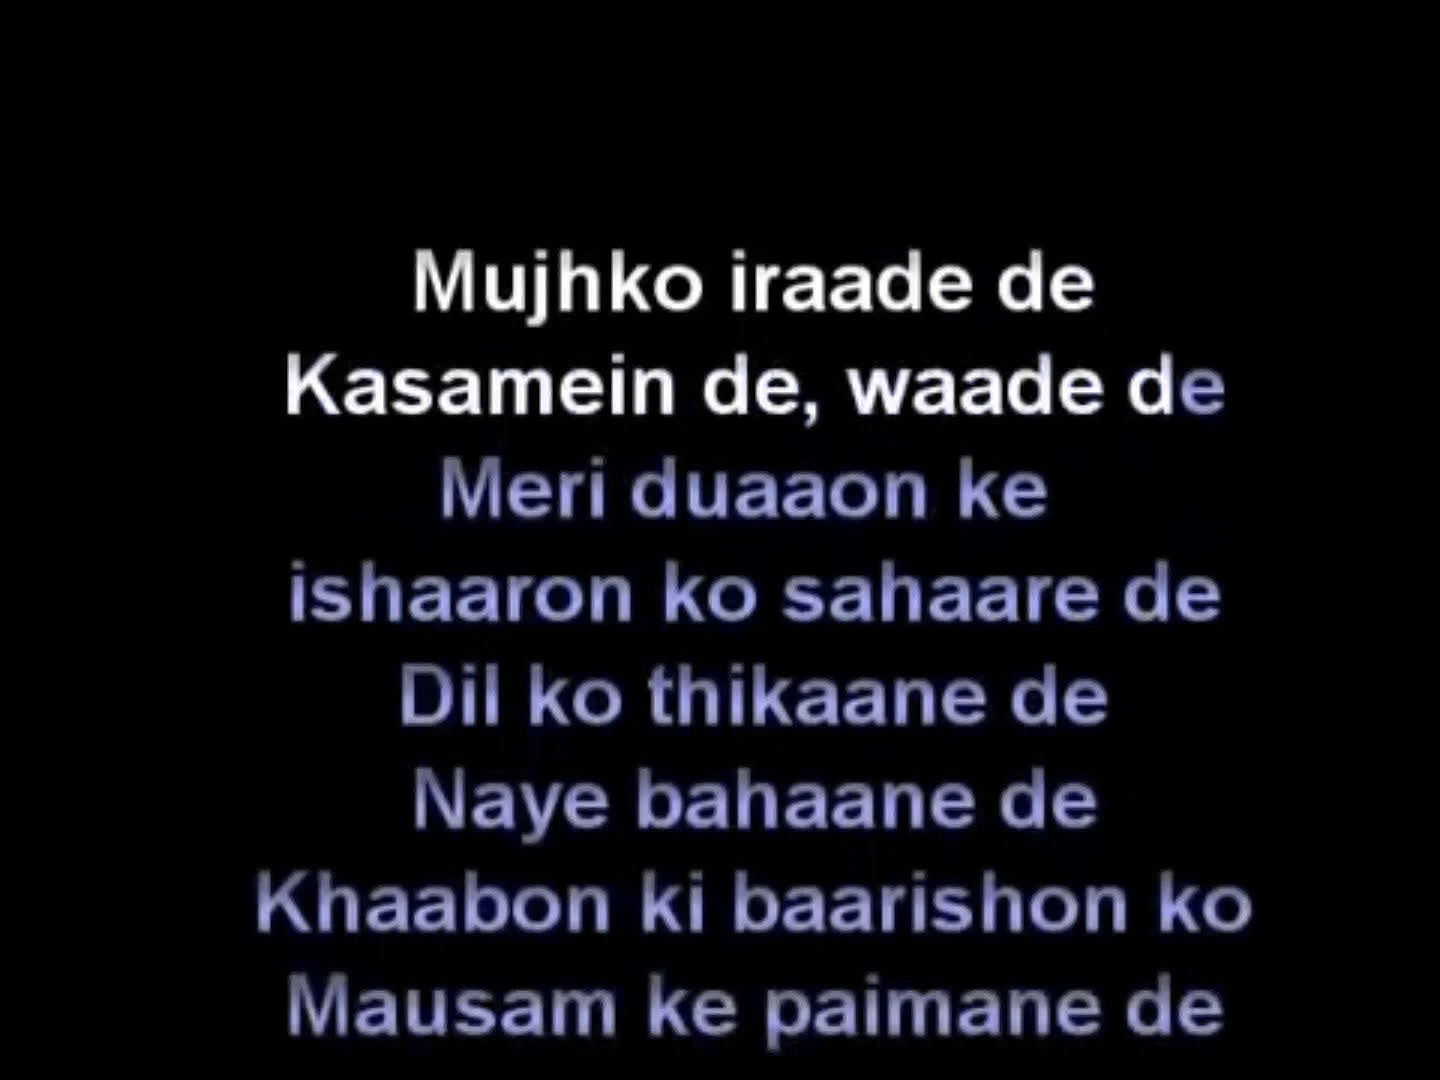 Mujhko iraade de
Kasamein de, waade de
Meri duaaon ke
ishaaron ko sahaare de
Dil ko thikaane de
Naye bahaane de
Khaabon ki baarishon ko
Mausam ke paimane de